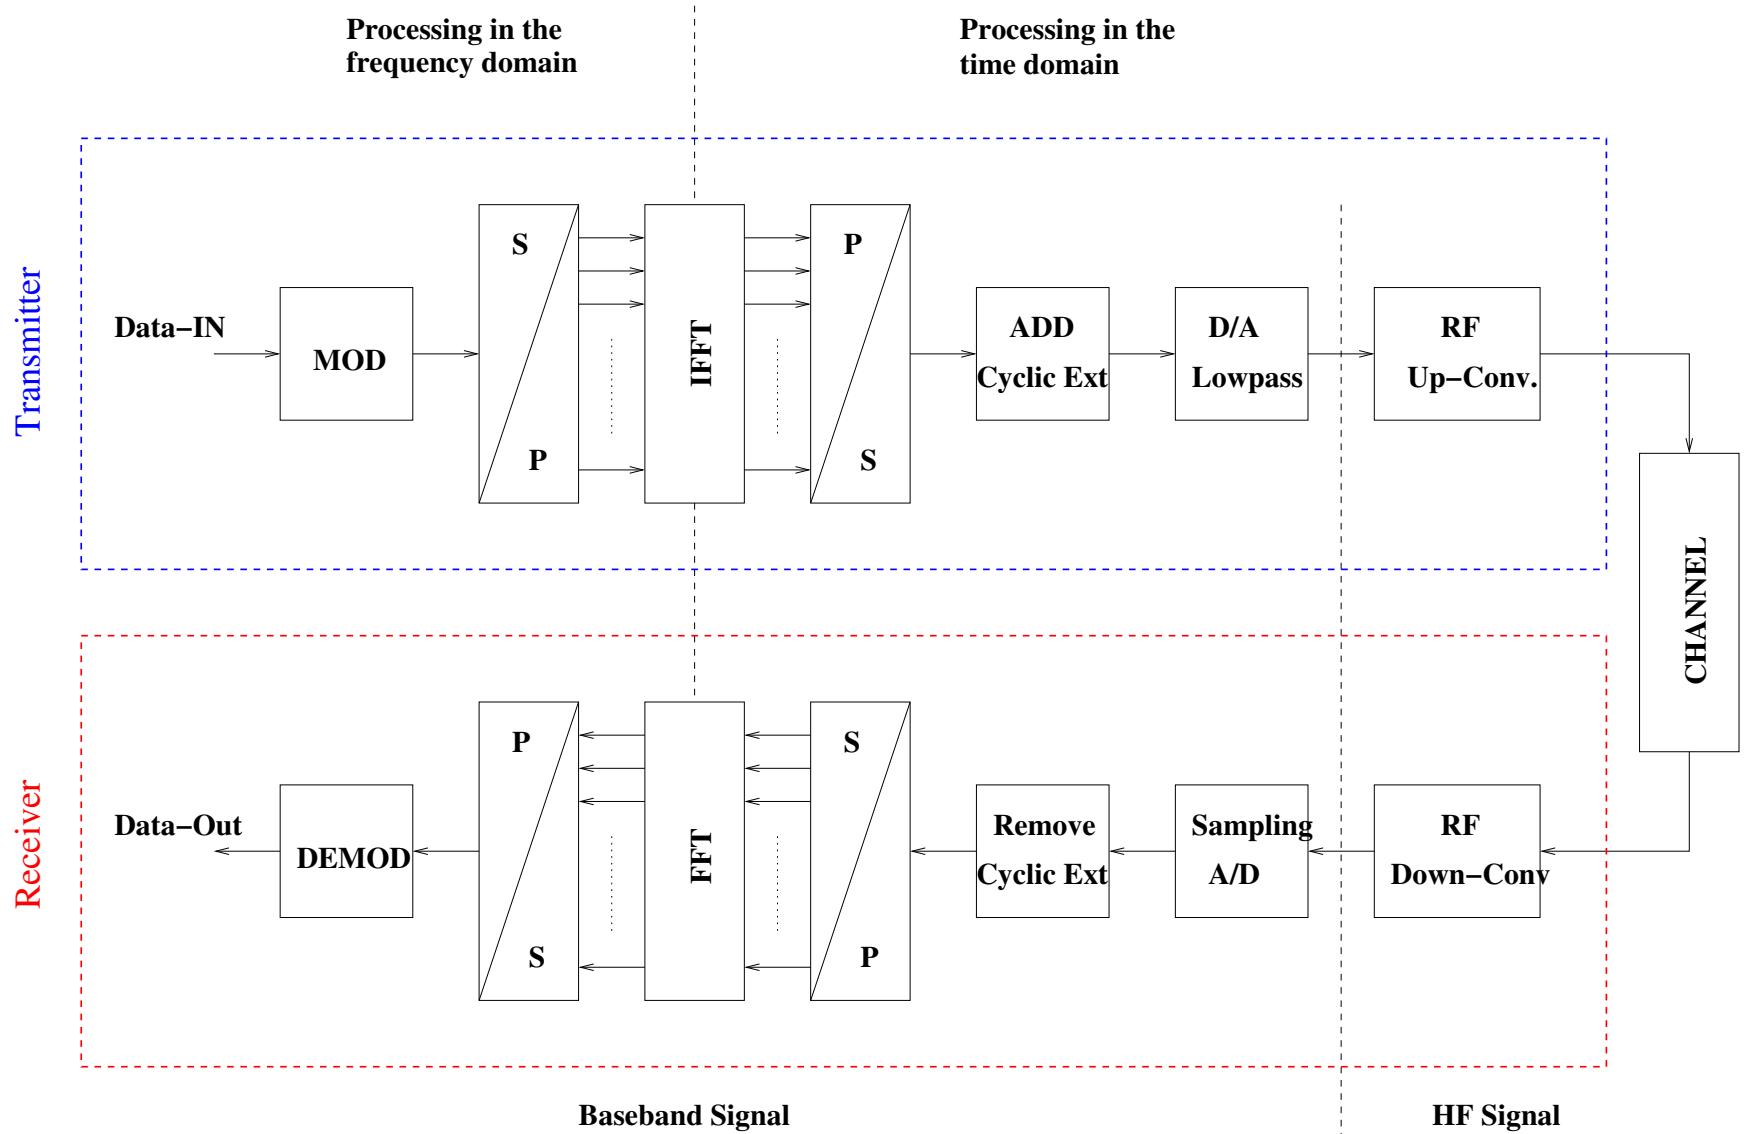 Processing in the
frequency domain
Processing in the
time domain
Transmitter
Data–IN
MOD
S
P
IFFT
P
S
ADD
Cyclic Ext
D/A
Lowpass
RF
Up–Conv.
CHANNEL
Receiver
Data–Out
DEMOD
P
S
FFT
S
P
Remove
Cyclic Ext
Sampling
A/D
RF
Down–Conv
Baseband Signal
HF Signal